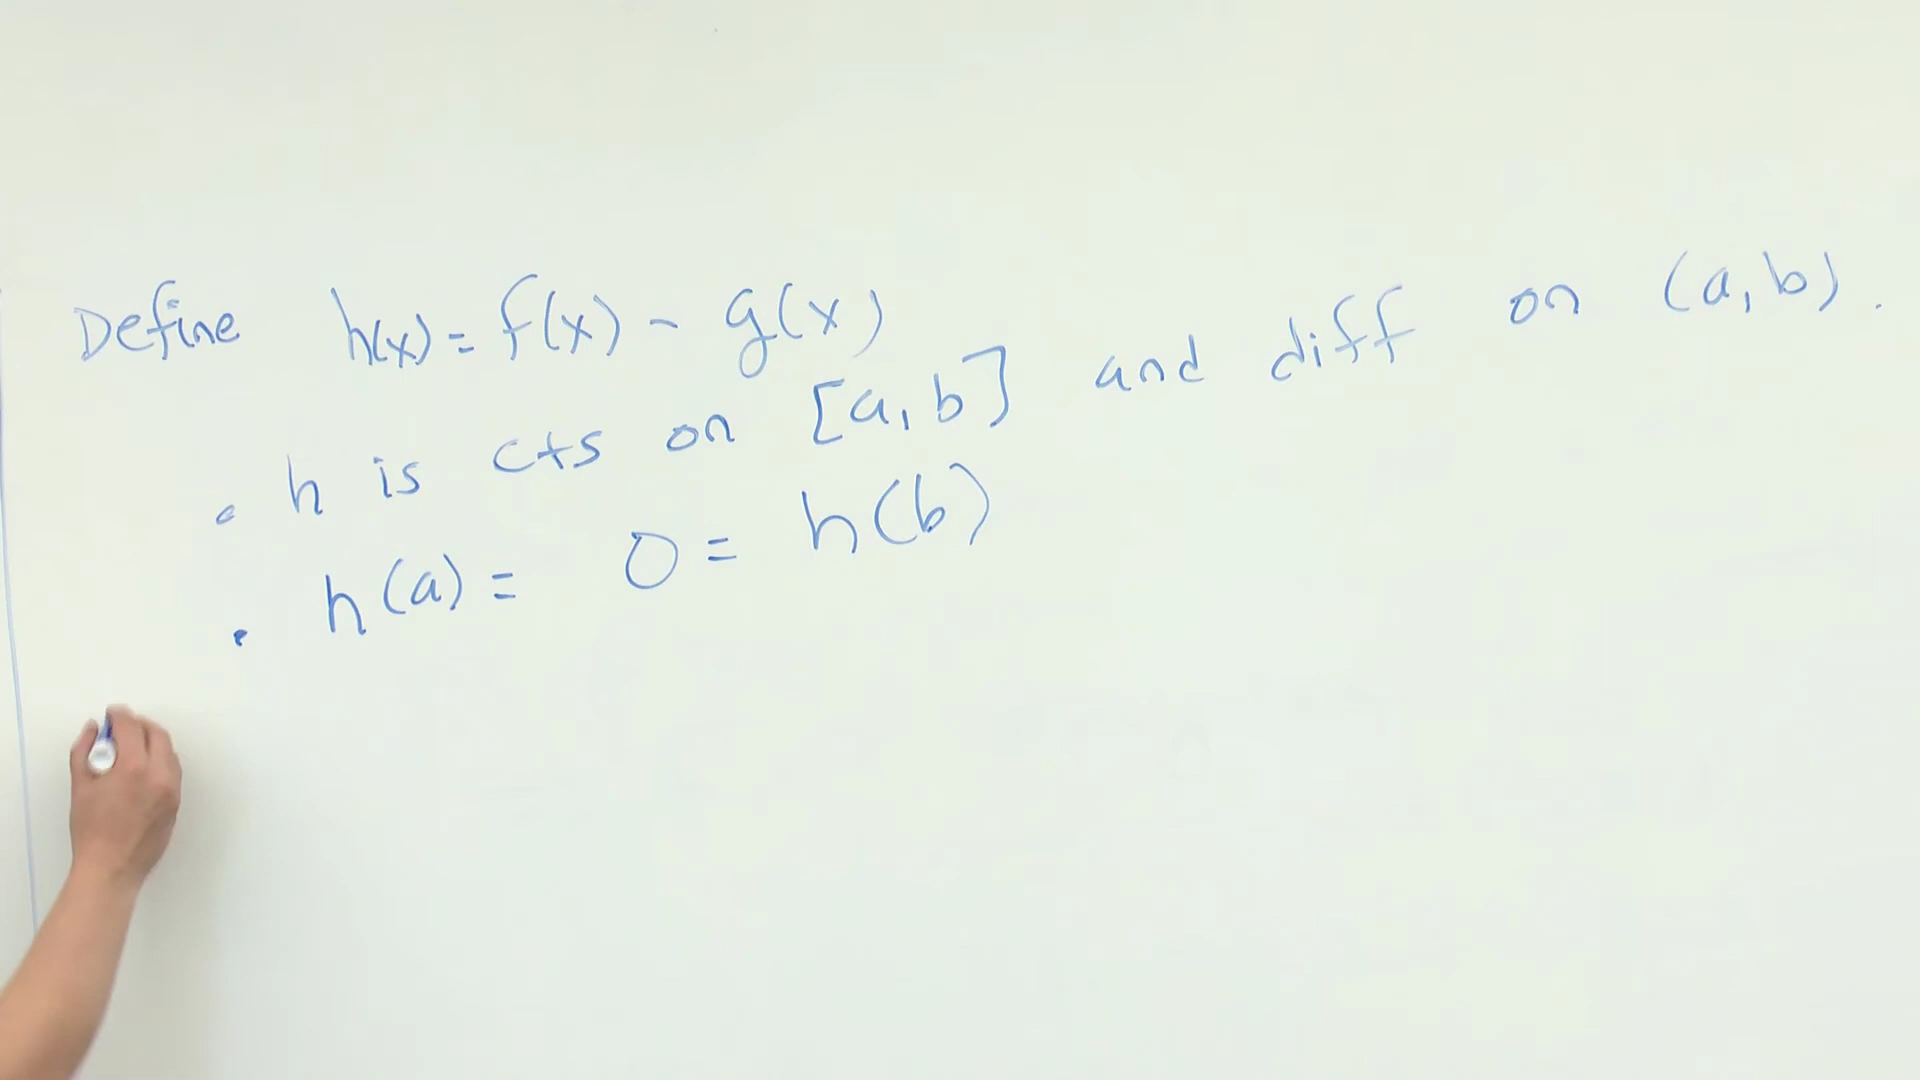 Define h(x) = f(x) - g(x)
• h is cts on [a, b] and diff on (a, b).
• h(a) = 0 = h(b)